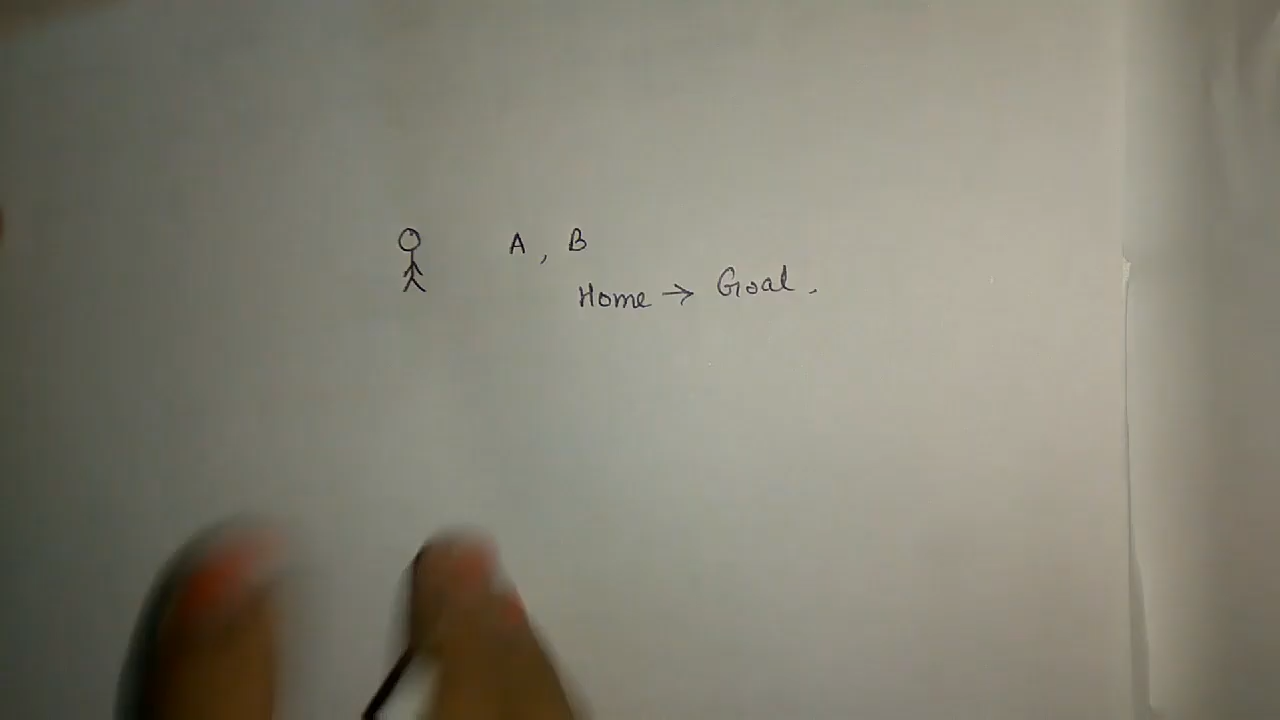 A , B
Home → Goal .